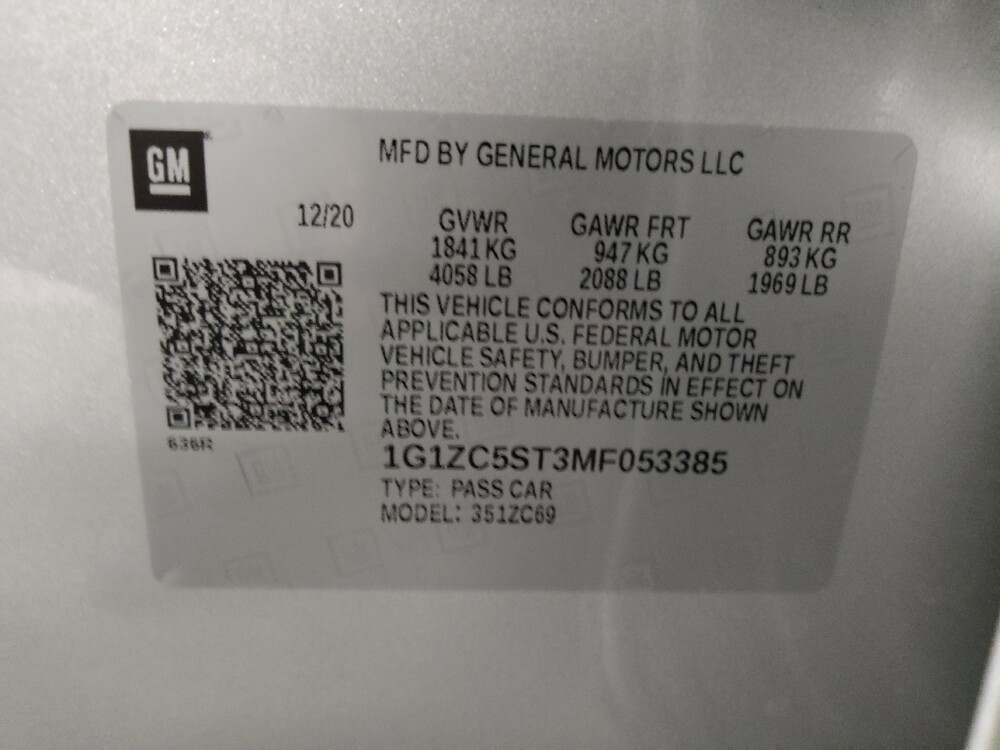 GM
MFD BY GENERAL MOTORS LLC
12/20
GVWR GAWR FRT GAWR RR
1841 KG 947 KG 893 KG
4058 LB 2088 LB 1969 LB
THIS VEHICLE CONFORMS TO ALL
APPLICABLE U.S. FEDERAL MOTOR
VEHICLE SAFETY, BUMPER, AND THEFT
PREVENTION STANDARDS IN EFFECT ON
THE DATE OF MANUFACTURE SHOWN
ABOVE.
636R
1G1ZC5ST3MF053385
TYPE: PASS CAR
MODEL: 351ZC69